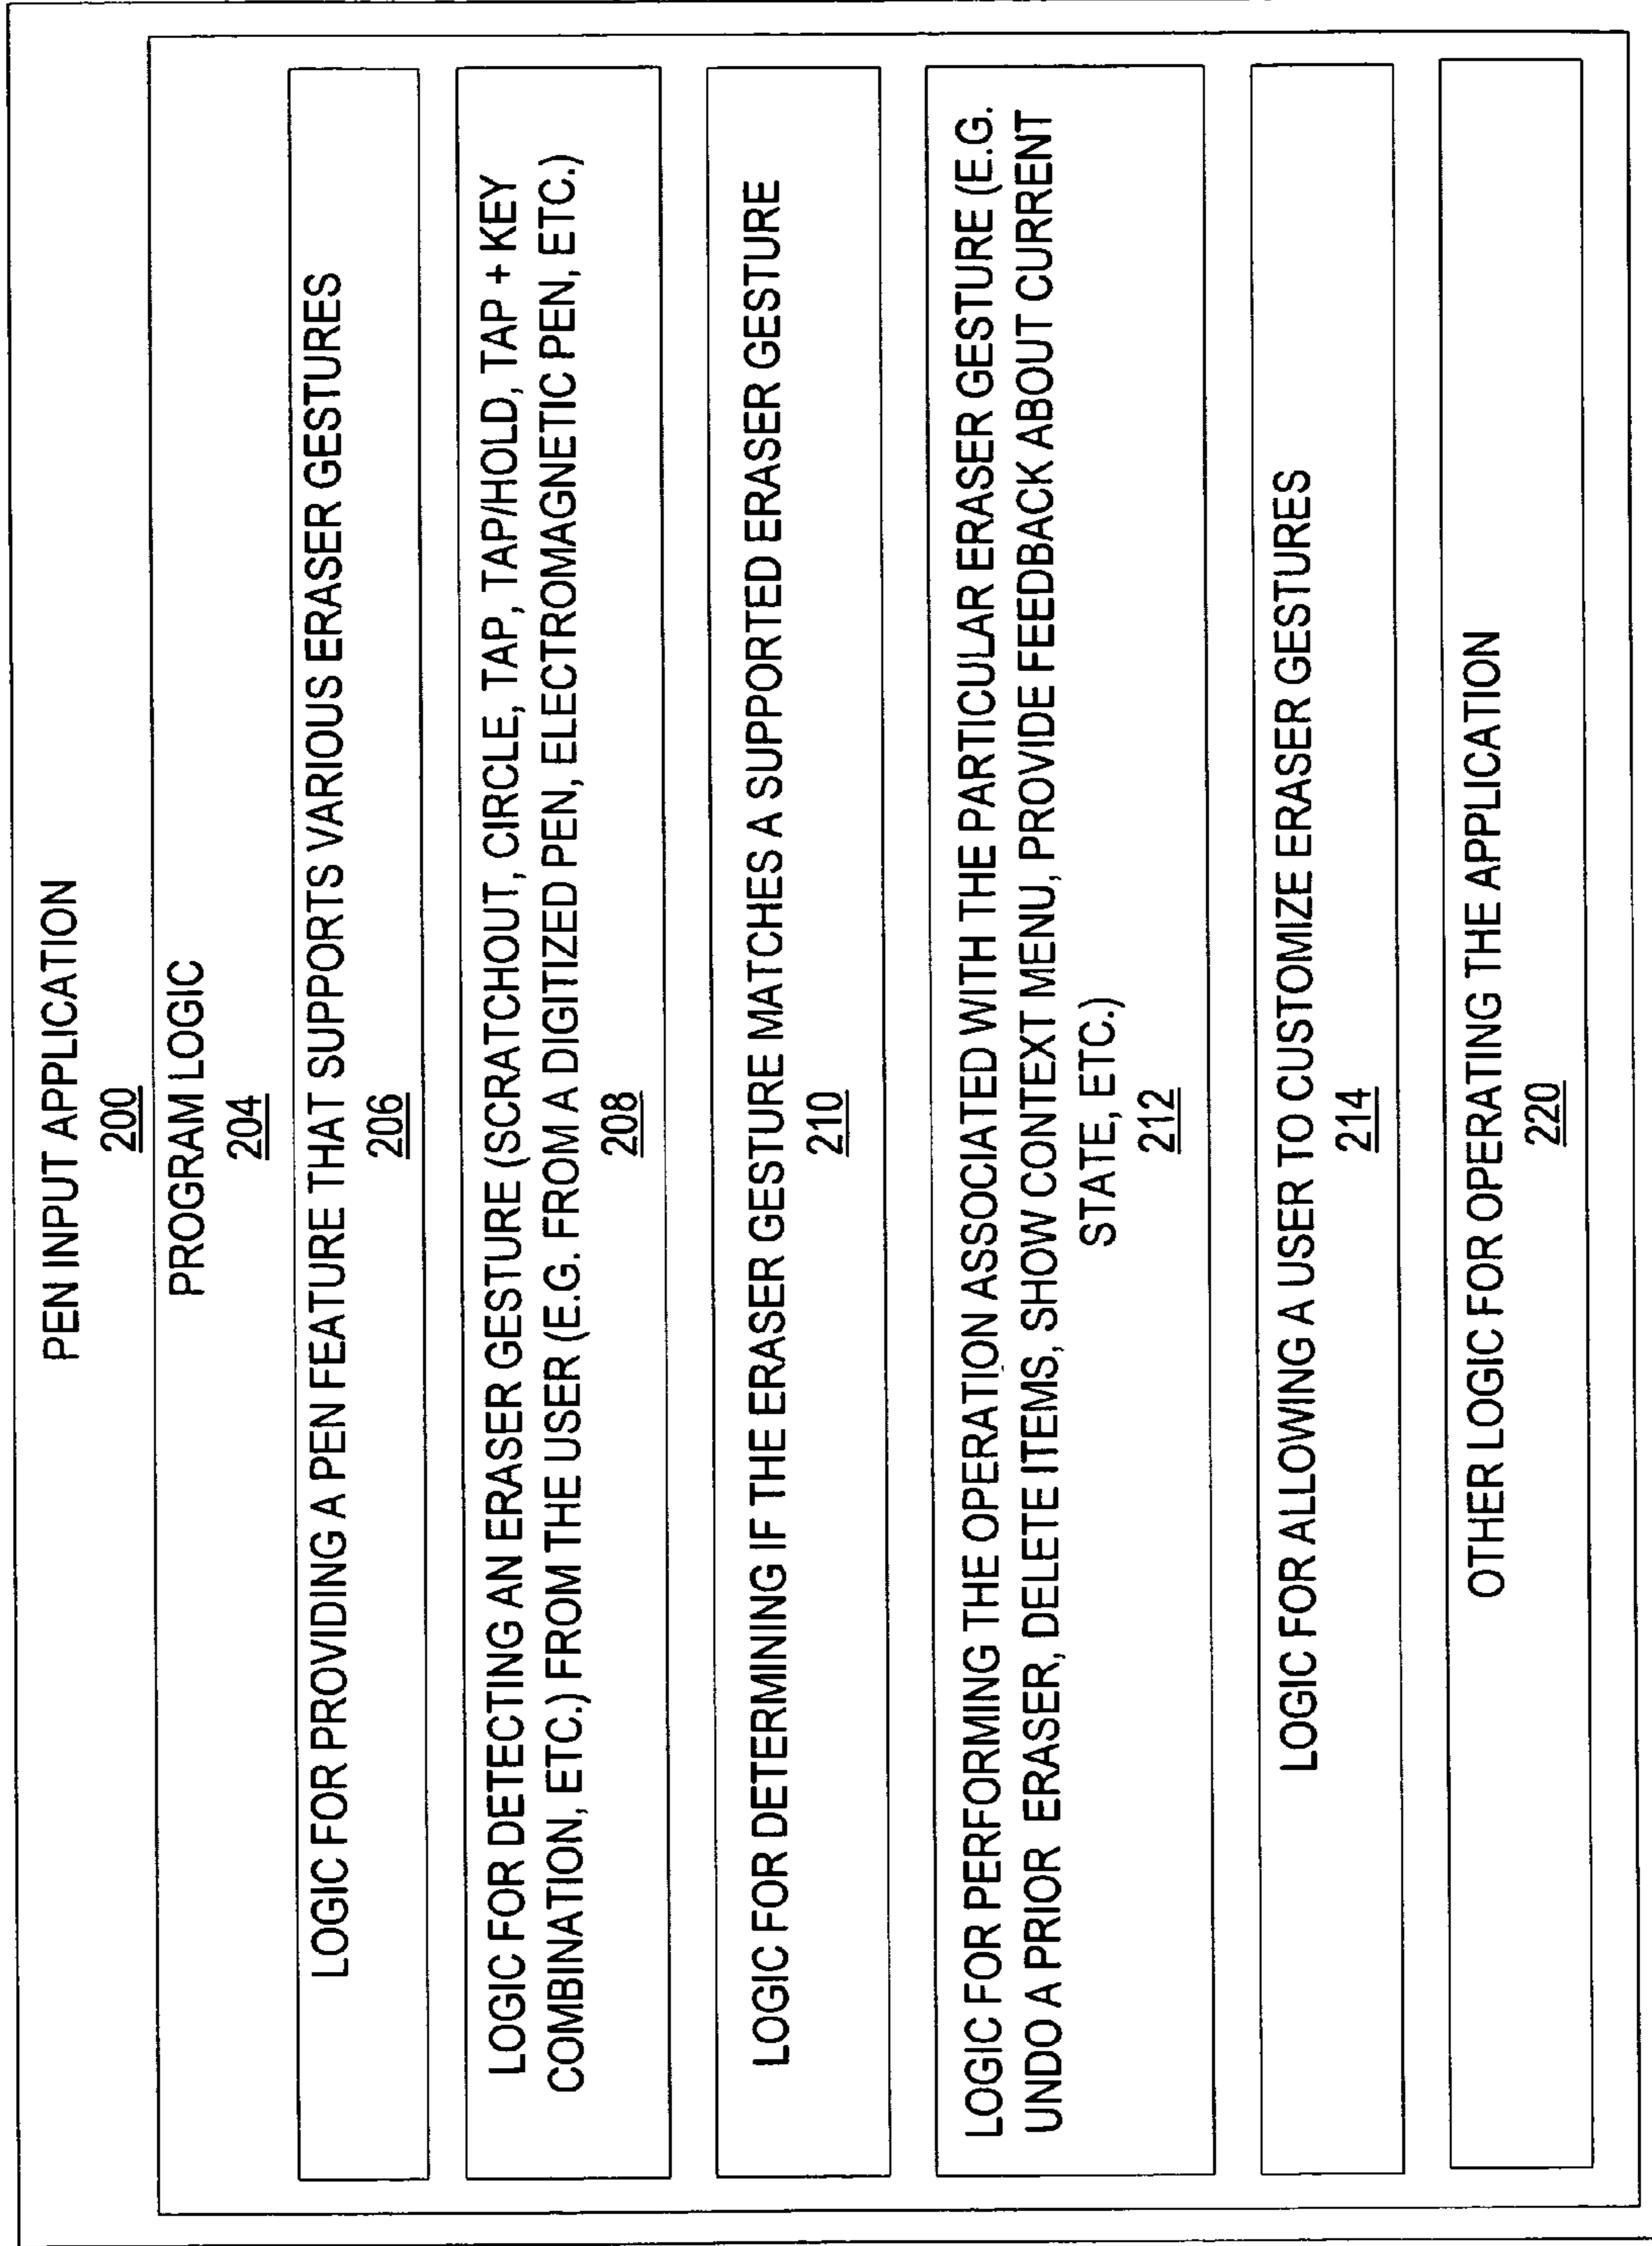 PEN INPUT APPLICATION
200
PROGRAM LOGIC
204
LOGIC FOR PROVIDING A PEN FEATURE THAT SUPPORTS VARIOUS ERASER GESTURES
206
LOGIC FOR DETECTING AN ERASER GESTURE (SCRATCHOUT, CIRCLE, TAP, TAP/HOLD, TAP + KEY
COMBINATION, ETC.) FROM THE USER (E.G. FROM A DIGITIZED PEN, ELECTROMAGNETIC PEN, ETC.)
208
LOGIC FOR DETERMINING IF THE ERASER GESTURE MATCHES A SUPPORTED ERASER GESTURE
210
LOGIC FOR PERFORMING THE OPERATION ASSOCIATED WITH THE PARTICULAR ERASER GESTURE (E.G.
UNDO A PRIOR ERASER, DELETE ITEMS, SHOW CONTEXT MENU, PROVIDE FEEDBACK ABOUT CURRENT
STATE, ETC.)
212
LOGIC FOR ALLOWING A USER TO CUSTOMIZE ERASER GESTURES
214
OTHER LOGIC FOR OPERATING THE APPLICATION
220